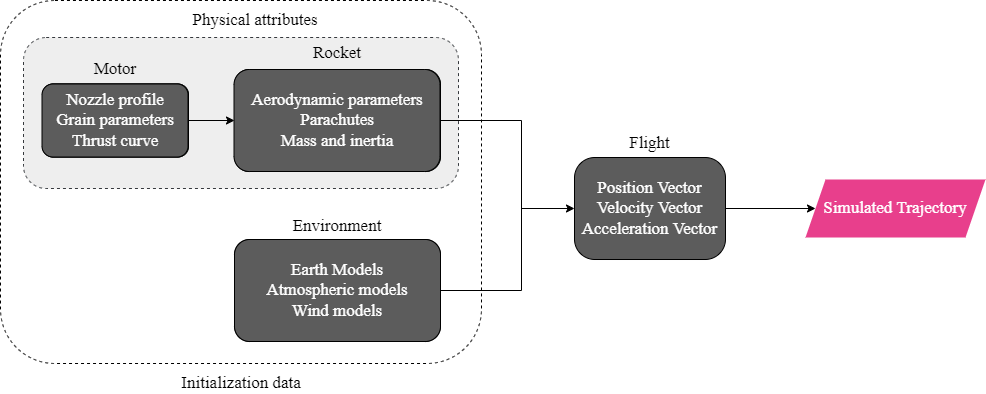 Physical attributes
Motor
Nozzle profile
Grain parameters
Thrust curve
Rocket
Aerodynamic parameters
Parachutes
Mass and inertia
Environment
Earth Models
Atmospheric models
Wind models
Initialization data
Flight
Position Vector
Velocity Vector
Acceleration Vector
Simulated Trajectory